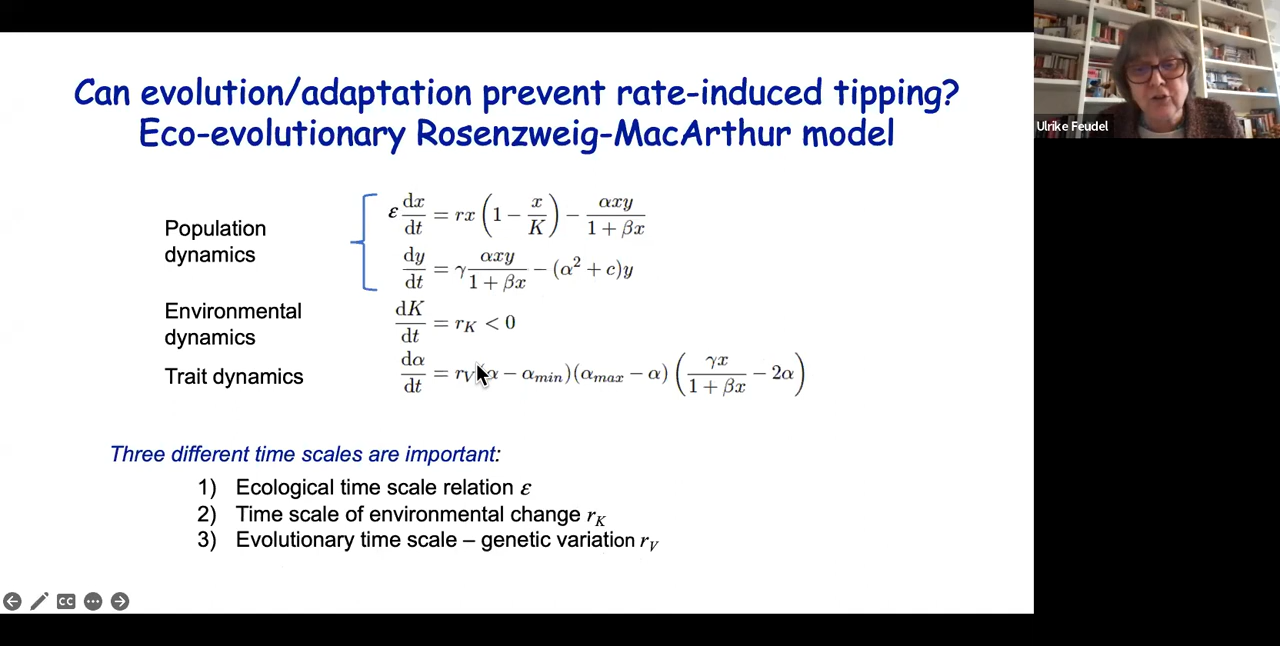 Can evolution/adaptation prevent rate-induced tipping?
Eco-evolutionary Rosenzweig-MacArthur model
Ulrike Feudel
Population
dynamics
ε dx/dt = rx (1 − x/K) − αxy/(1 + βx)
dy/dt = γ αxy/(1 + βx) − (α² + c)y
Environmental
dynamics
dK/dt = r_K < 0
Trait dynamics
dα/dt = r_V(α − α_min)(α_max − α) (γx/(1 + βx) − 2α)
Three different time scales are important:
1) Ecological time scale relation ε
2) Time scale of environmental change r_K
3) Evolutionary time scale – genetic variation r_V
CC